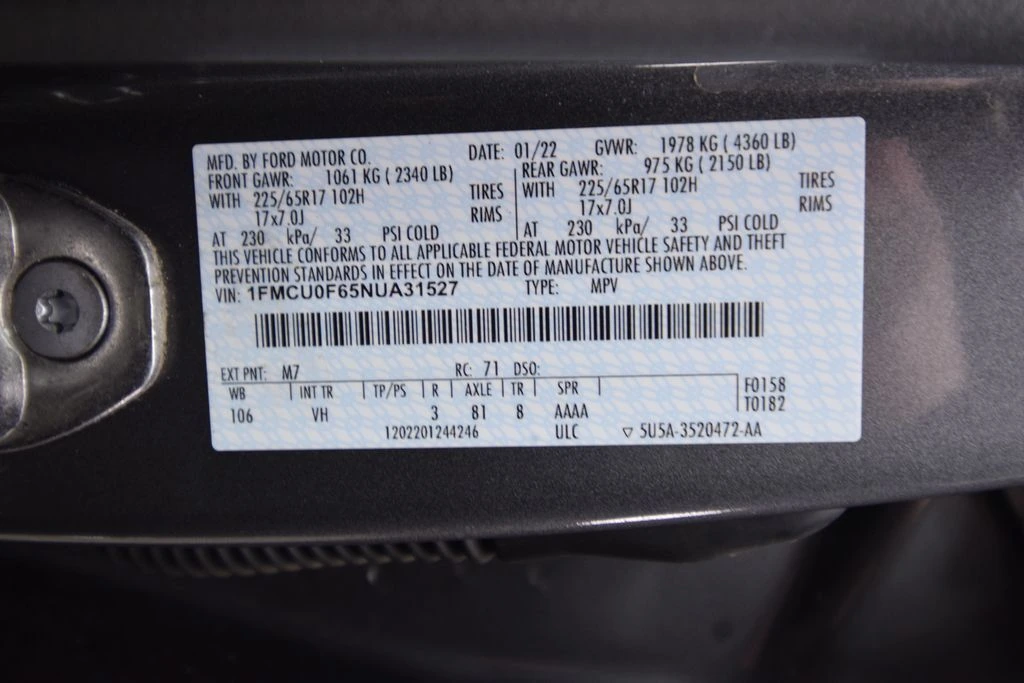 MFD. BY FORD MOTOR CO. DATE: 01/22 GVWR: 1978 KG ( 4360 LB)
FRONT GAWR: 1061 KG ( 2340 LB) REAR GAWR: 975 KG ( 2150 LB)
WITH 225/65R17 102H TIRES WITH 225/65R17 102H TIRES
17x7.0J RIMS 17x7.0J RIMS
AT 230 kPa/ 33 PSI COLD AT 230 kPa/ 33 PSI COLD
THIS VEHICLE CONFORMS TO ALL APPLICABLE FEDERAL MOTOR VEHICLE SAFETY AND THEFT
PREVENTION STANDARDS IN EFFECT ON THE DATE OF MANUFACTURE SHOWN ABOVE.
VIN: 1FMCU0F65NUA31527 TYPE: MPV
EXT PNT: M7 RC: 71 DSO:
WB INT TR TP/PS R AXLE TR SPR F0158
106 VH 3 81 8 AAAA T0182
1202201244246 ULC ▽ 5U5A-3520472-AA